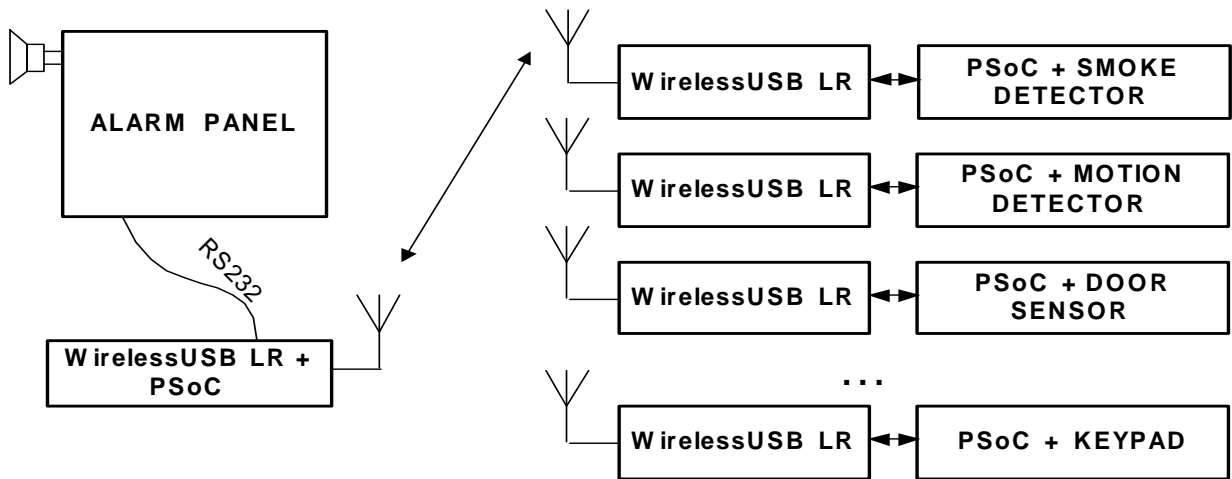 ALARM PANEL
RS232
WirelessUSB LR +
PSoC
WirelessUSB LR
PSoC + SMOKE
DETECTOR
WirelessUSB LR
PSoC + MOTION
DETECTOR
WirelessUSB LR
PSoC + DOOR
SENSOR
...
WirelessUSB LR
PSoC + KEYPAD